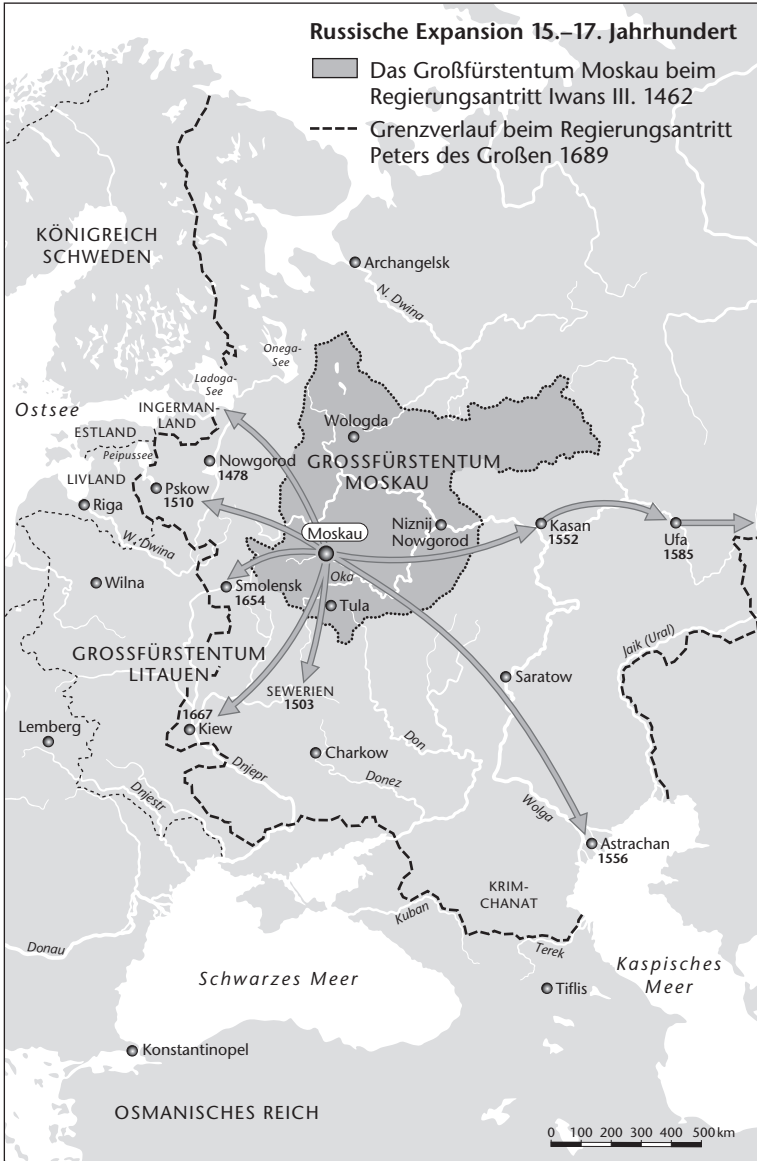 Russische Expansion 15.–17. Jahrhundert
Das Großfürstentum Moskau beim
Regierungsantritt Iwans III. 1462
Grenzverlauf beim Regierungsantritt
Peters des Großen 1689
KÖNIGREICH
SCHWEDEN
Archangelsk
N. Dwina
Onega-
See
Ladoga-
See
Ostsee
INGERMAN-
LAND
ESTLAND
Peipussee
Wologda
Nowgorod
1478
GROSSFÜRSTENTUM
MOSKAU
LIVLAND
Pskow
1510
Riga
Niznij
Nowgorod
Kasan
1552
Ufa
1585
Moskau
W. Dwina
Wilna
Smolensk
1654
Oka
Tula
GROSSFÜRSTENTUM
LITAUEN
Jaik (Ural)
Saratow
SEWERIEN
1503
1667
Kiew
Lemberg
Charkow
Don
Donez
Dnjepr
Dnjestr
Wolga
Astrachan
1556
KRIM-
CHANAT
Kuban
Terek
Donau
Schwarzes Meer
Kaspisches
Meer
Tiflis
Konstantinopel
OSMANISCHES REICH
0 100 200 300 400 500 km